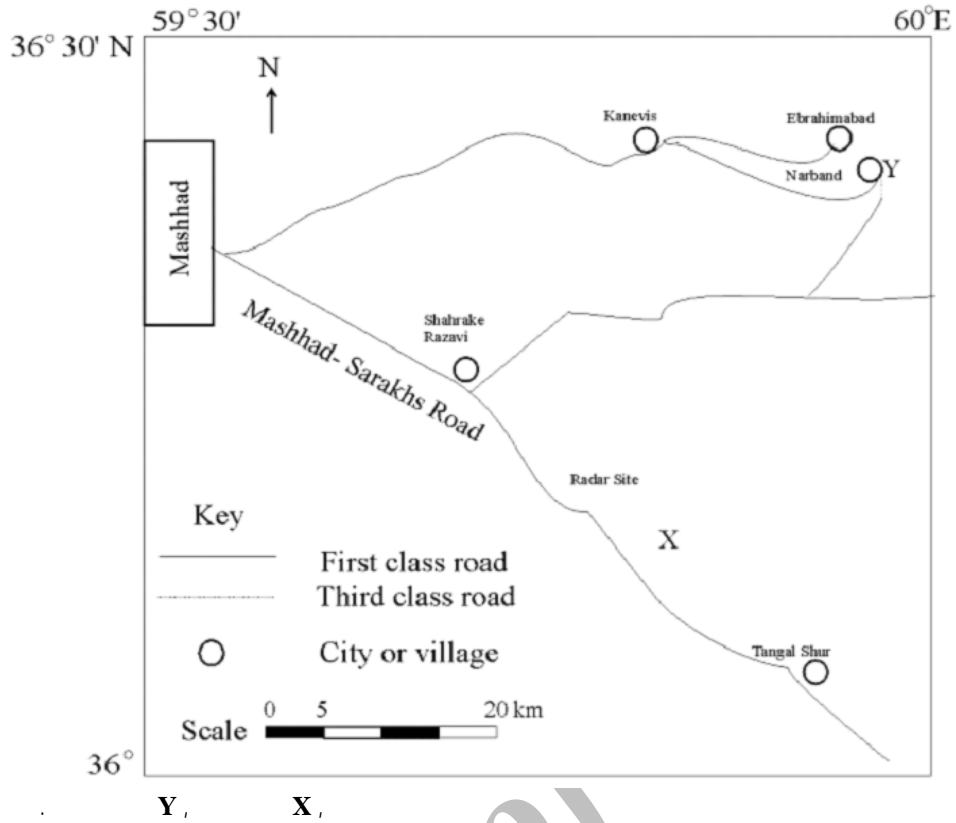 59° 30'
60°E
36° 30' N
N
Kanevis
Ebrahimabad
Narband
Y
Mashhad
Shahrake
Razavi
Mashhad- Sarakhs Road
Radar Site
X
Key
First class road
Third class road
City or village
Tangal Shur
0 5 20 km
Scale
36°
. Y , X ,